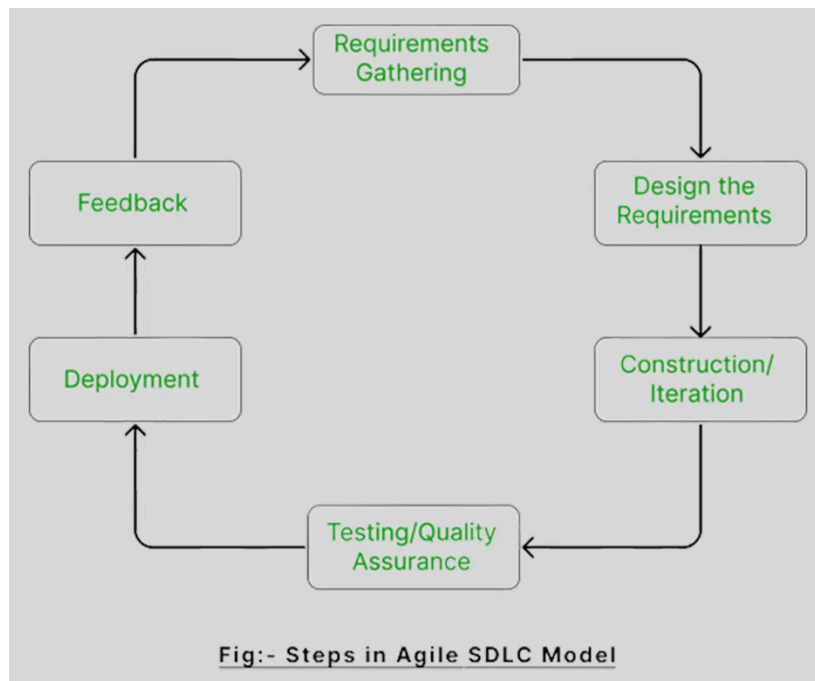 Requirements
Gathering
Design the
Requirements
Construction/
Iteration
Testing/Quality
Assurance
Deployment
Feedback
Fig:- Steps in Agile SDLC Model